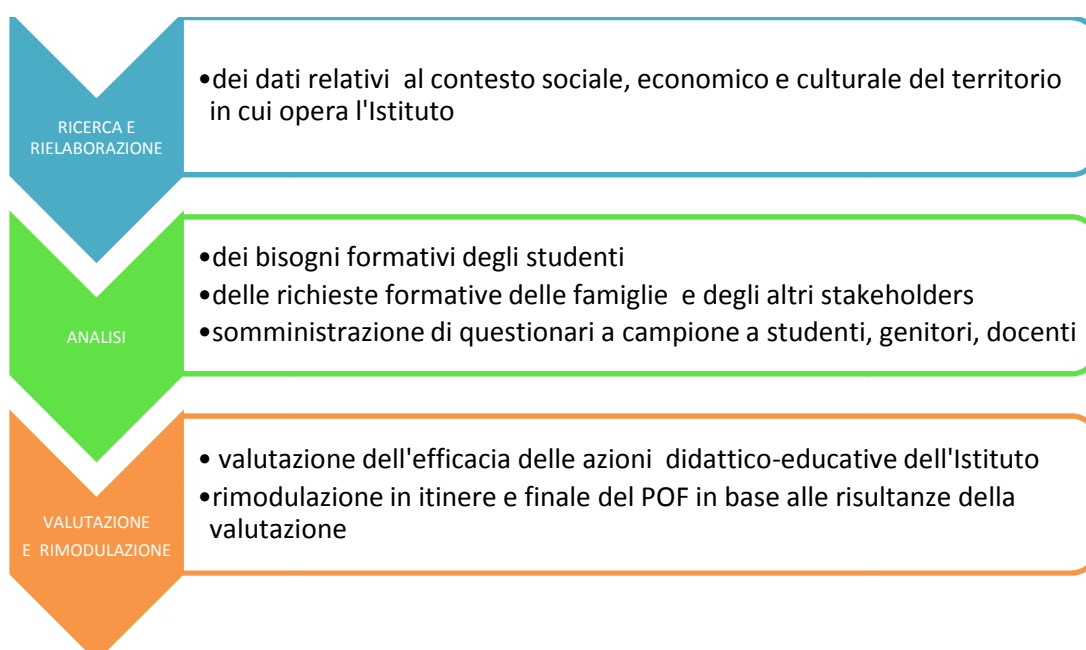 RICERCA E
RIELABORAZIONE
•dei dati relativi al contesto sociale, economico e culturale del territorio
in cui opera l'Istituto
ANALISI
•dei bisogni formativi degli studenti
•delle richieste formative delle famiglie e degli altri stakeholders
•somministrazione di questionari a campione a studenti, genitori, docenti
VALUTAZIONE
E RIMODULAZIONE
• valutazione dell'efficacia delle azioni didattico-educative dell'Istituto
•rimodulazione in itinere e finale del POF in base alle risultanze della
valutazione